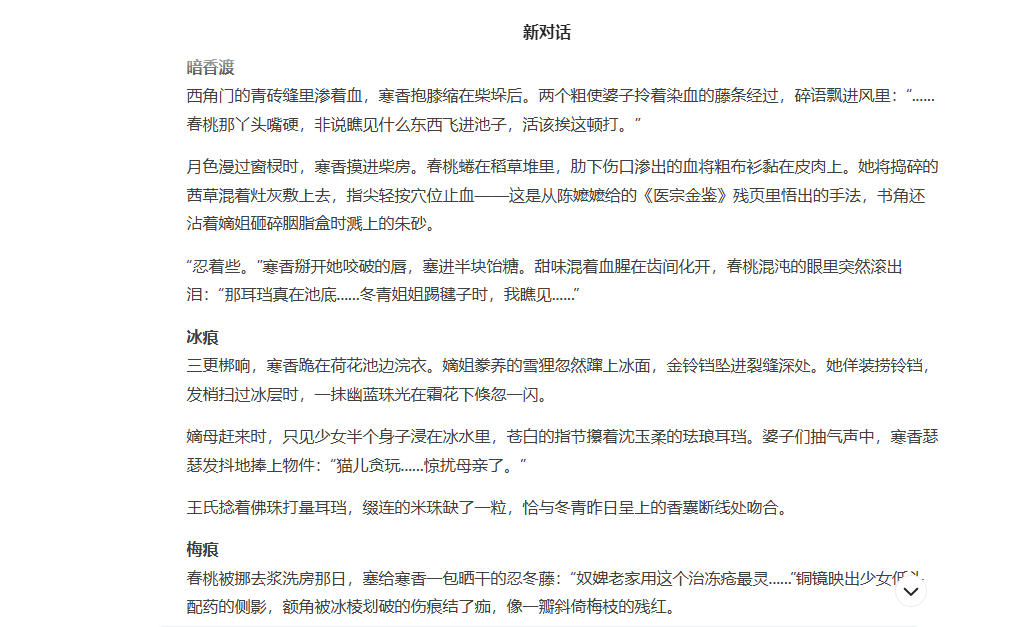 新对话
暗香渡
西角门的青砖缝里渗着血，寒香抱膝缩在柴垛后。两个粗使婆子拎着染血的藤条经过，碎语飘进风里：“......
春桃那丫头嘴硬，非说瞧见什么东西飞进池子，活该挨这顿打。”
月色漫过窗棂时，寒香摸进柴房。春桃蜷在稻草堆里，肋下伤口渗出的血将粗布衫黏在皮肉上。她将捣碎的
茜草混着灶灰敷上去，指尖轻按穴位止血——这是从陈嬷嬷给的《医宗金鉴》残页里悟出的手法，书角还
沾着嫡姐砸碎胭脂盒时溅上的朱砂。
“忍着些。”寒香掰开她咬破的唇，塞进半块饴糖。甜味混着血腥在齿间化开，春桃混沌的眼里突然滚出
泪：“那耳珰真在池底......冬青姐姐踢毽子时，我瞧见......”
冰痕
三更梆响，寒香跪在荷花池边浣衣。嫡姐豢养的雪狸忽然蹿上冰面，金铃铛坠进裂缝深处。她佯装捞铃铛，
发梢扫过冰层时，一抹幽蓝珠光在霜花下倏忽一闪。
嫡母赶来时，只见少女半个身子浸在冰水里，苍白的指节攥着沈玉柔的珐琅耳珰。婆子们抽气声中，寒香瑟
瑟发抖地捧上物件：“猫儿贪玩......惊扰母亲了。”
王氏捻着佛珠打量耳珰，缀连的米珠缺了一粒，恰与冬青昨日呈上的香囊断线处吻合。
梅痕
春桃被挪去浆洗房那日，塞给寒香一包晒干的忍冬藤：“奴婢老家用这个治冻疮最灵......”铜镜映出少女低头
配药的侧影，额角被冰棱划破的伤痕结了痂，像一瓣斜倚梅枝的残红。